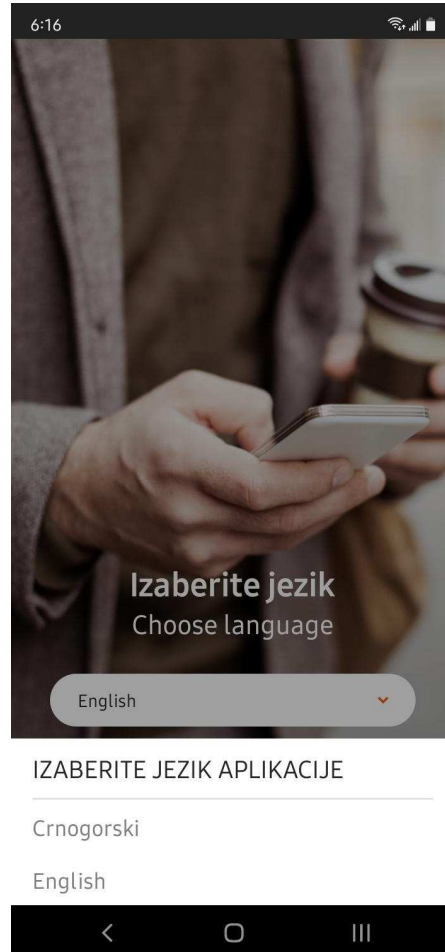 6:16
Izaberite jezik
Choose language
English
IZABERITE JEZIK APLIKACIJE
Crnogorski
English